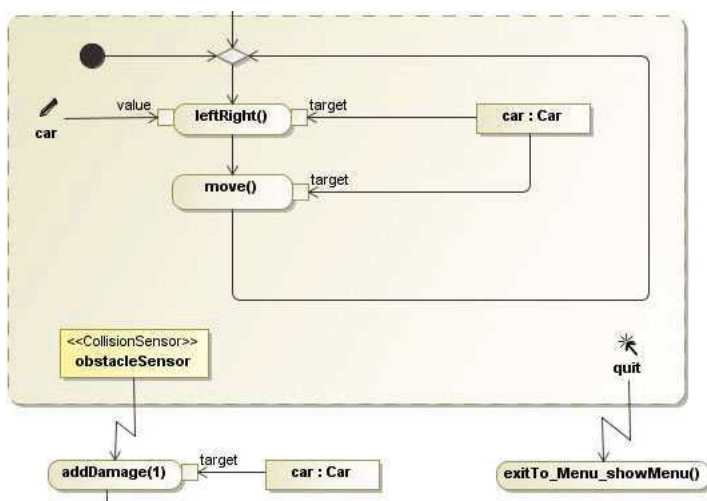 value
leftRight()
target
car : Car
car
move()
target
<<CollisionSensor>>
obstacleSensor
quit
addDamage(1)
target
car : Car
exitTo_Menu_showMenu()